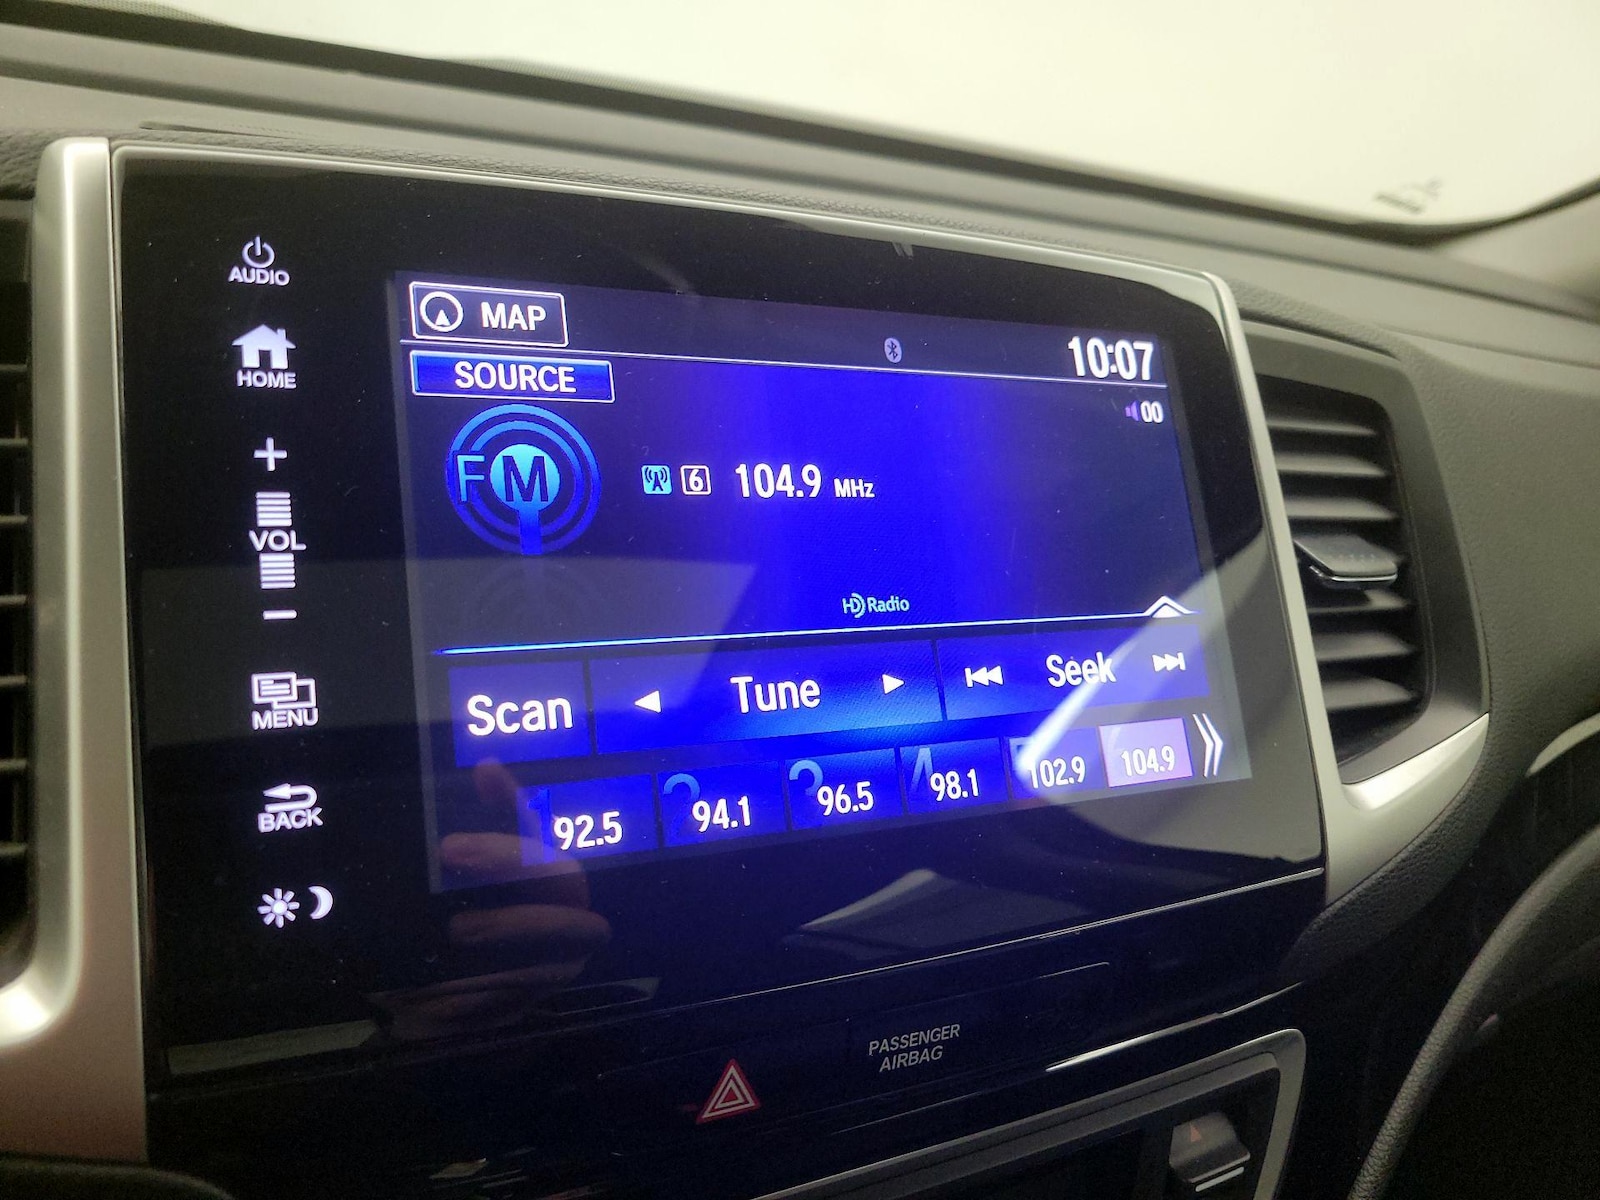 AUDIO
HOME
+
VOL
−
MENU
BACK
MAP
10:07
SOURCE
00
FM
6 104.9 MHz
HD Radio
Scan
Tune
Seek
1 92.5
2 94.1
3 96.5
4 98.1
102.9
104.9
PASSENGER
AIRBAG